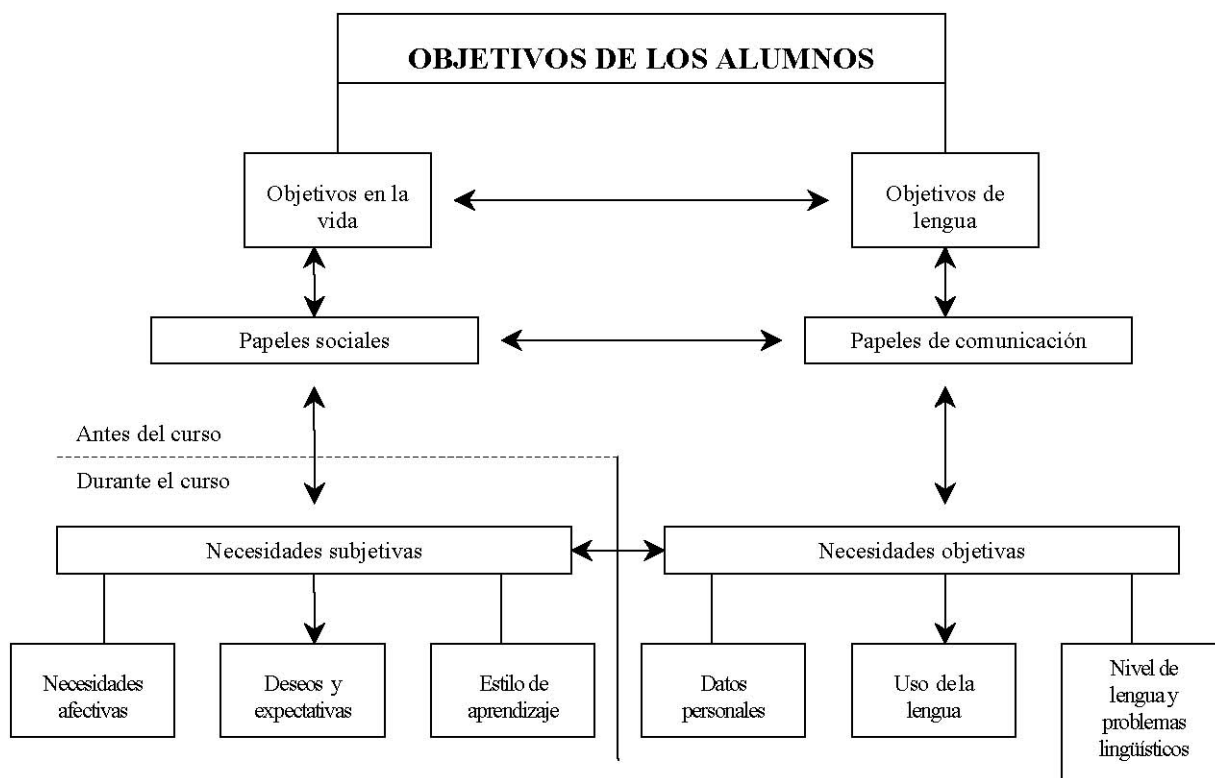 OBJETIVOS DE LOS ALUMNOS
Objetivos en la
vida
Objetivos de
lengua
Papeles sociales
Papeles de comunicación
Antes del curso
Durante el curso
Necesidades subjetivas
Necesidades objetivas
Necesidades
afectivas
Deseos y
expectativas
Estilo de
aprendizaje
Datos
personales
Uso de la
lengua
Nivel de
lengua y
problemas
lingüísticos